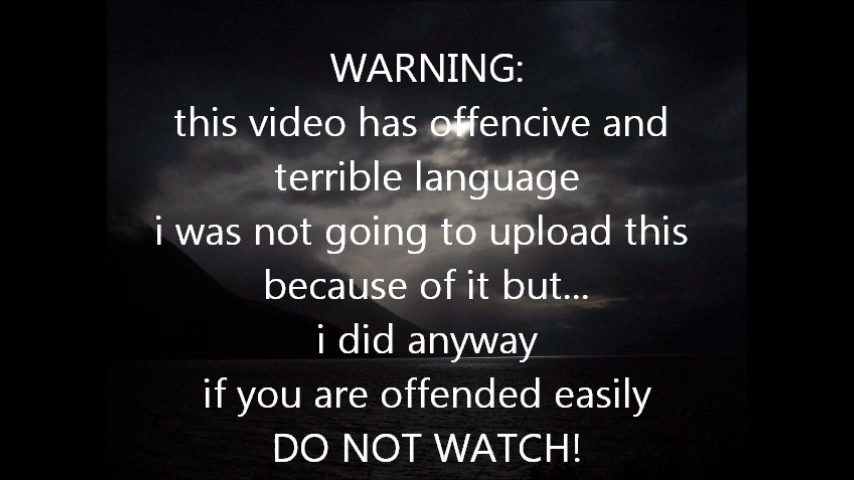 WARNING:
this video has offencive and
terrible language
i was not going to upload this
because of it but...
i did anyway
if you are offended easily
DO NOT WATCH!